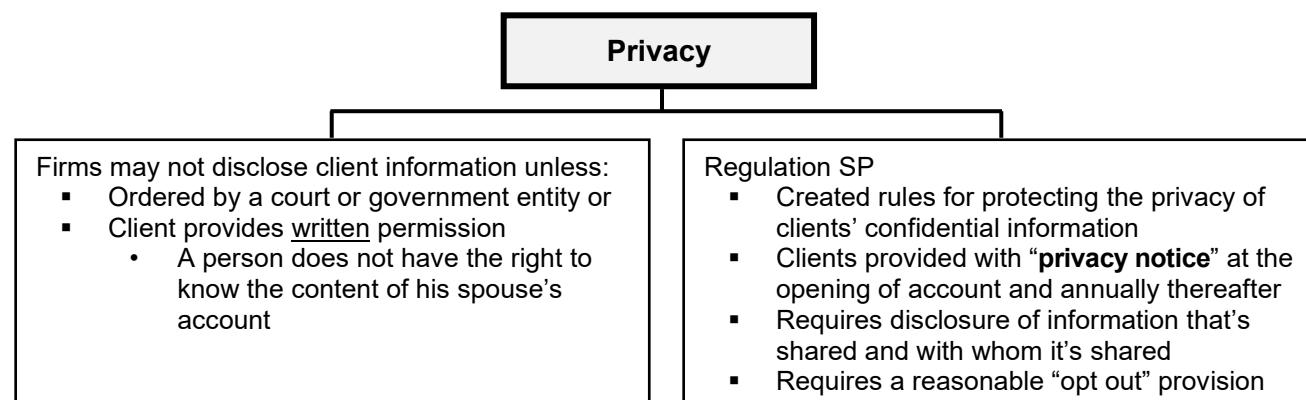 Privacy
Firms may not disclose client information unless:
▪ Ordered by a court or government entity or
▪ Client provides written permission
• A person does not have the right to
know the content of his spouse's
account
Regulation SP
▪ Created rules for protecting the privacy of
clients' confidential information
▪ Clients provided with “privacy notice” at the
opening of account and annually thereafter
▪ Requires disclosure of information that's
shared and with whom it's shared
▪ Requires a reasonable “opt out” provision